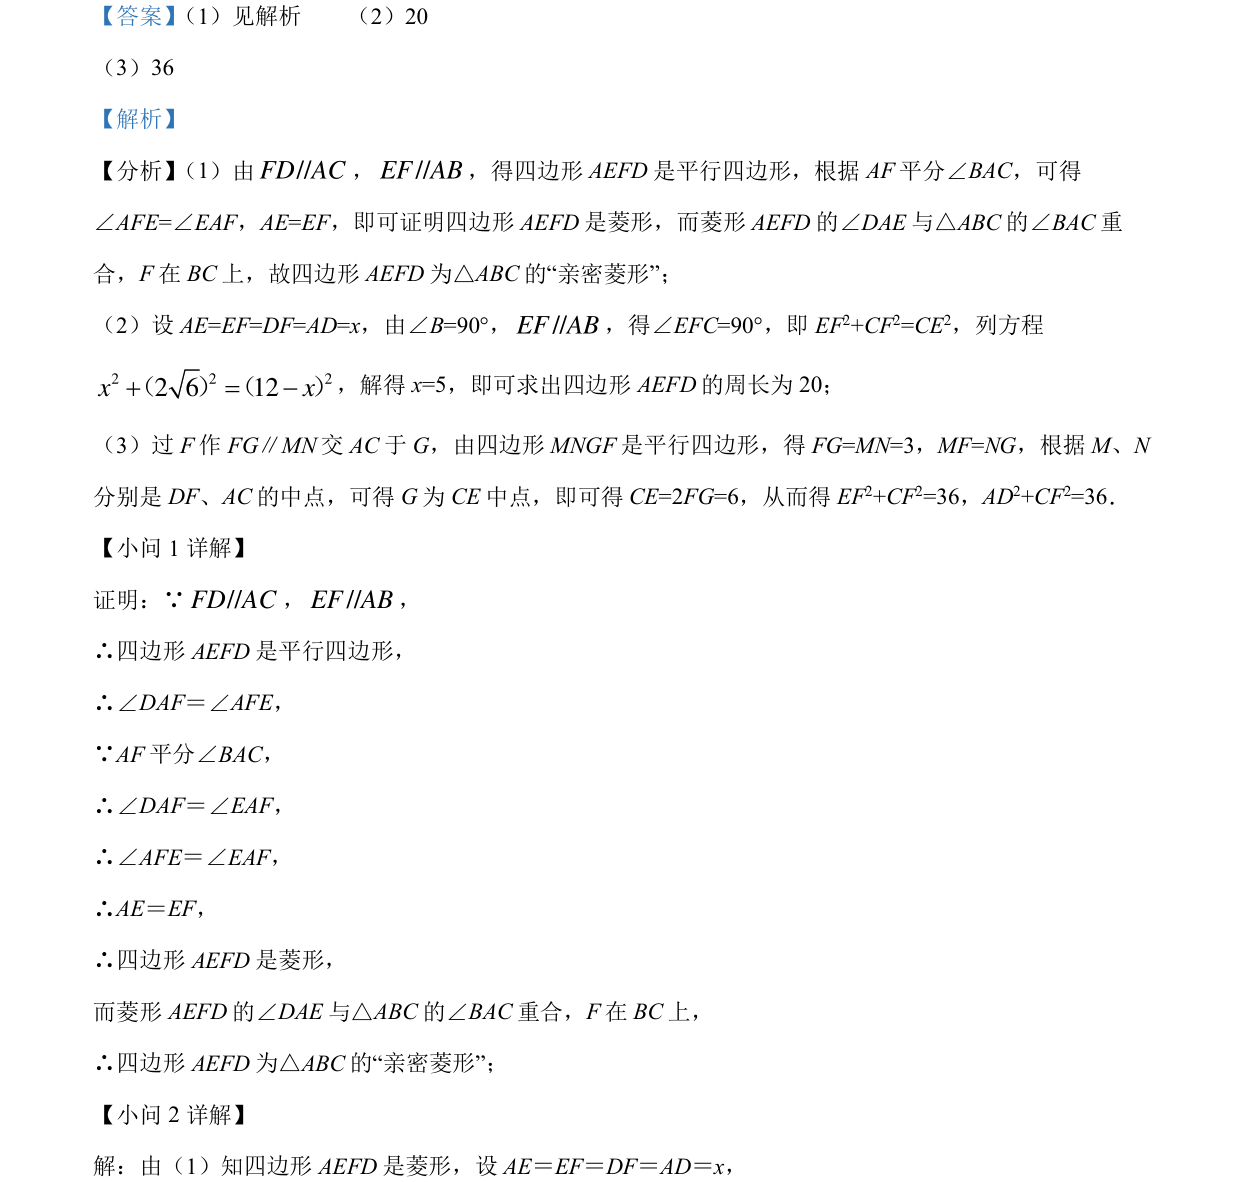 【答案】（1）见解析　　（2）20
（3）36
【解析】
【分析】（1）由 FD//AC ， EF//AB ，得四边形 AEFD 是平行四边形，根据 AF 平分∠BAC，可得
∠AFE=∠EAF，AE=EF，即可证明四边形 AEFD 是菱形，而菱形 AEFD 的∠DAE 与△ABC 的∠BAC 重
合，F 在 BC 上，故四边形 AEFD 为△ABC 的“亲密菱形”；
（2）设 AE=EF=DF=AD=x，由∠B=90°， EF//AB ，得∠EFC=90°，即 EF²+CF²=CE²，列方程
x² +(2√6)² =(12－x)² ，解得 x=5，即可求出四边形 AEFD 的周长为 20；
（3）过 F 作 FG∥MN 交 AC 于 G，由四边形 MNGF 是平行四边形，得 FG=MN=3，MF=NG，根据 M、N
分别是 DF、AC 的中点，可得 G 为 CE 中点，即可得 CE=2FG=6，从而得 EF²+CF²=36，AD²+CF²=36．
【小问 1 详解】
证明：∵ FD//AC ， EF//AB ，
∴四边形 AEFD 是平行四边形，
∴∠DAF＝∠AFE，
∵AF 平分∠BAC，
∴∠DAF＝∠EAF，
∴∠AFE＝∠EAF，
∴AE＝EF，
∴四边形 AEFD 是菱形，
而菱形 AEFD 的∠DAE 与△ABC 的∠BAC 重合，F 在 BC 上，
∴四边形 AEFD 为△ABC 的“亲密菱形”；
【小问 2 详解】
解：由（1）知四边形 AEFD 是菱形，设 AE＝EF＝DF＝AD＝x，